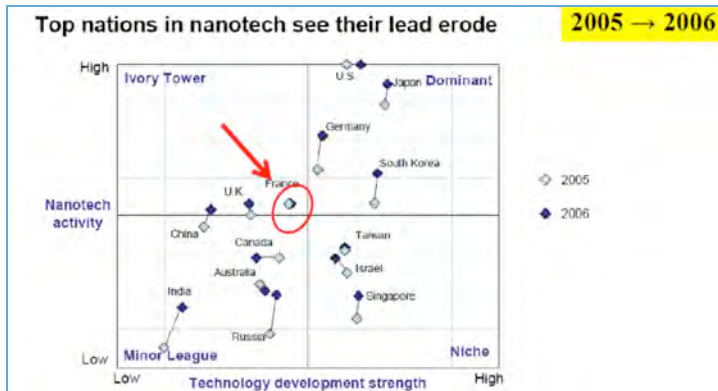 Top nations in nanotech see their lead erode
2005 → 2006
High
Ivory Tower
U.S.
Japan
Dominant
Germany
South Korea
France
U.K.
Nanotech
activity
2005
2006
China
Canada
Taiwan
Australia
Israel
India
Singapore
Russia
Low
Minor League
Niche
Low
Technology development strength
High